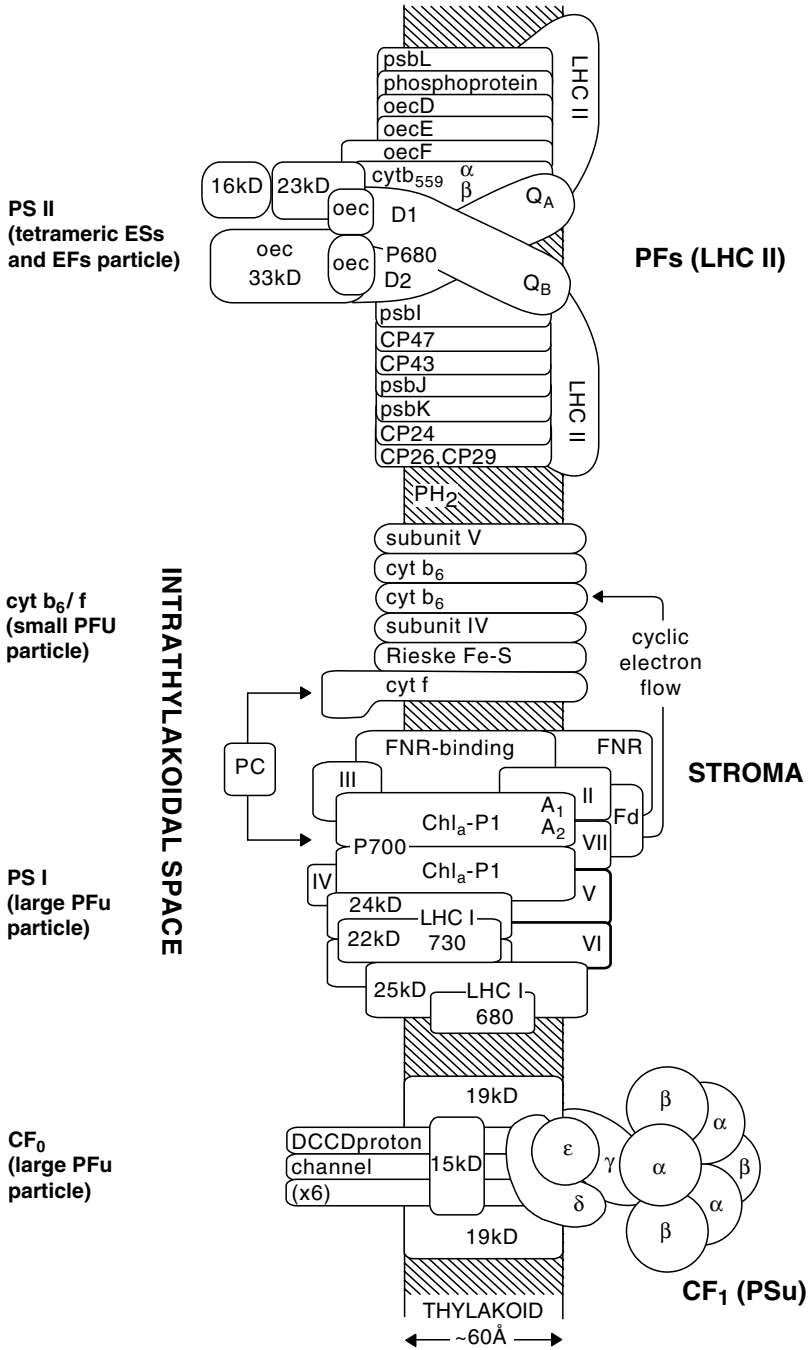 psbL
phosphoprotein
oecD
oecE
oecF
cytb559
α
β
LHC II
16kD
23kD
oec
D1
QA
PS II
(tetrameric ESs
and EFs particle)
oec
33kD
oec
P680
D2
QB
PFs (LHC II)
psbI
CP47
CP43
psbJ
psbK
CP24
CP26,CP29
LHC II
PH2
subunit V
cyt b6
cyt b6
subunit IV
Rieske Fe-S
cyt f
cyt b6/ f
(small PFU
particle)
INTRATHYLAKOIDAL SPACE
cyclic
electron
flow
PC
FNR-binding
FNR
STROMA
III
II
A1
A2
Chla-P1
Fd
VII
P700
Chla-P1
IV
V
PS I
(large PFu
particle)
24kD
LHC I
730
22kD
VI
25kD
LHC I
680
19kD
CF0
(large PFu
particle)
DCCDproton
channel
(x6)
15kD
19kD
ε
γ
δ
β
α
α
β
α
β
CF1 (PSu)
THYLAKOID
~60Å